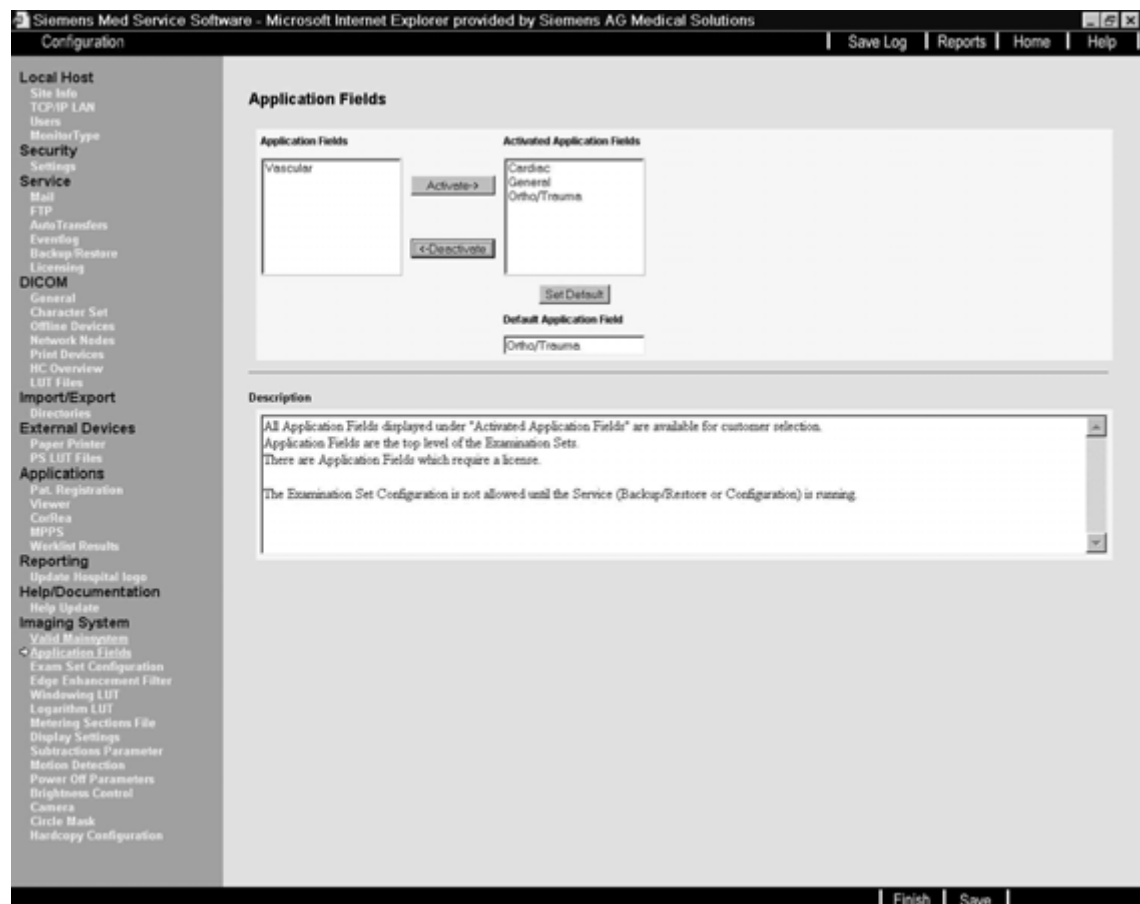 Siemens Med Service Software - Microsoft Internet Explorer provided by Siemens AG Medical Solutions
Configuration
Save Log
Reports
Home
Help
Local Host
Site Info
TCP/IP LAN
Users
MonitorType
Security
Settings
Service
Mail
FTP
AutoTransfers
Eventlog
Backup/Restore
Licensing
DICOM
General
Character Set
Offline Devices
Network Nodes
Print Devices
HC Overview
LUT Files
Import/Export
Directories
External Devices
Paper Printer
PS LUT Files
Applications
Pat. Registration
Viewer
CorRea
MPPS
Worklist Results
Reporting
Update Hospital logo
Help/Documentation
Help Update
Imaging System
Valid Mainsystem
Application Fields
Exam Set Configuration
Edge Enhancement Filter
Windowing LUT
Logarithm LUT
Metering Sections File
Display Settings
Subtractions Parameter
Motion Detection
Power Off Parameters
Brightness Control
Camera
Circle Mask
Hardcopy Configuration
Application Fields
Application Fields
Vascular
Activate->
<-Deactivate
Activated Application Fields
Cardiac
General
Ortho/Trauma
Set Default
Default Application Field
Ortho/Trauma
Description
All Application Fields displayed under "Activated Application Fields" are available for customer selection.
Application Fields are the top level of the Examination Sets.
There are Application Fields which require a license.
The Examination Set Configuration is not allowed until the Service (Backup/Restore or Configuration) is running.
Finish
Save